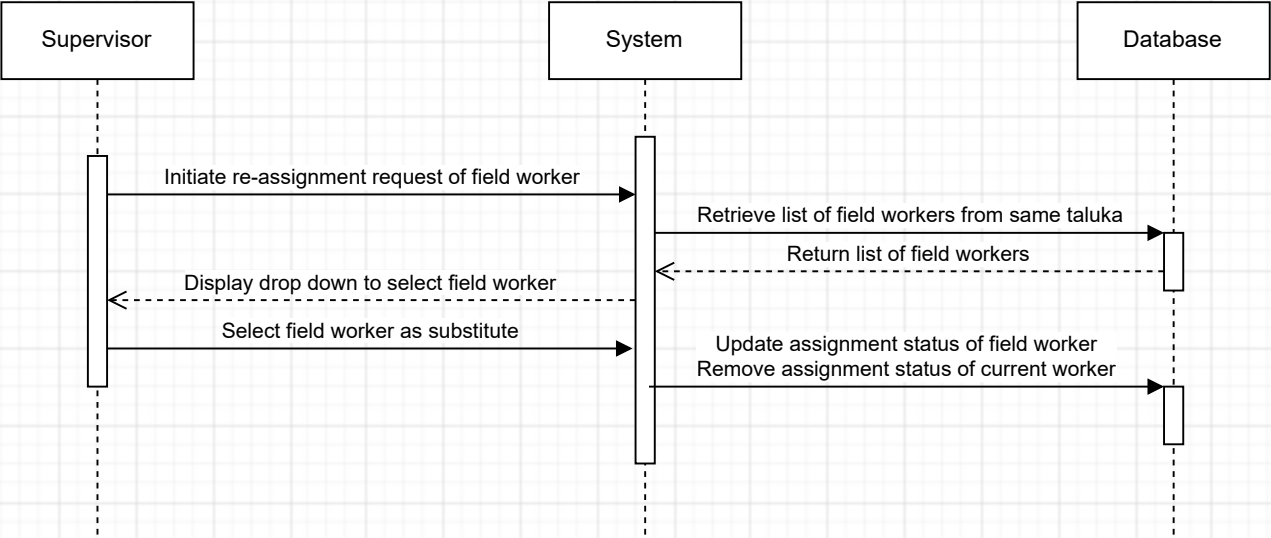 Supervisor
System
Database
Initiate re-assignment request of field worker
Retrieve list of field workers from same taluka
Return list of field workers
Display drop down to select field worker
Select field worker as substitute
Update assignment status of field worker
Remove assignment status of current worker